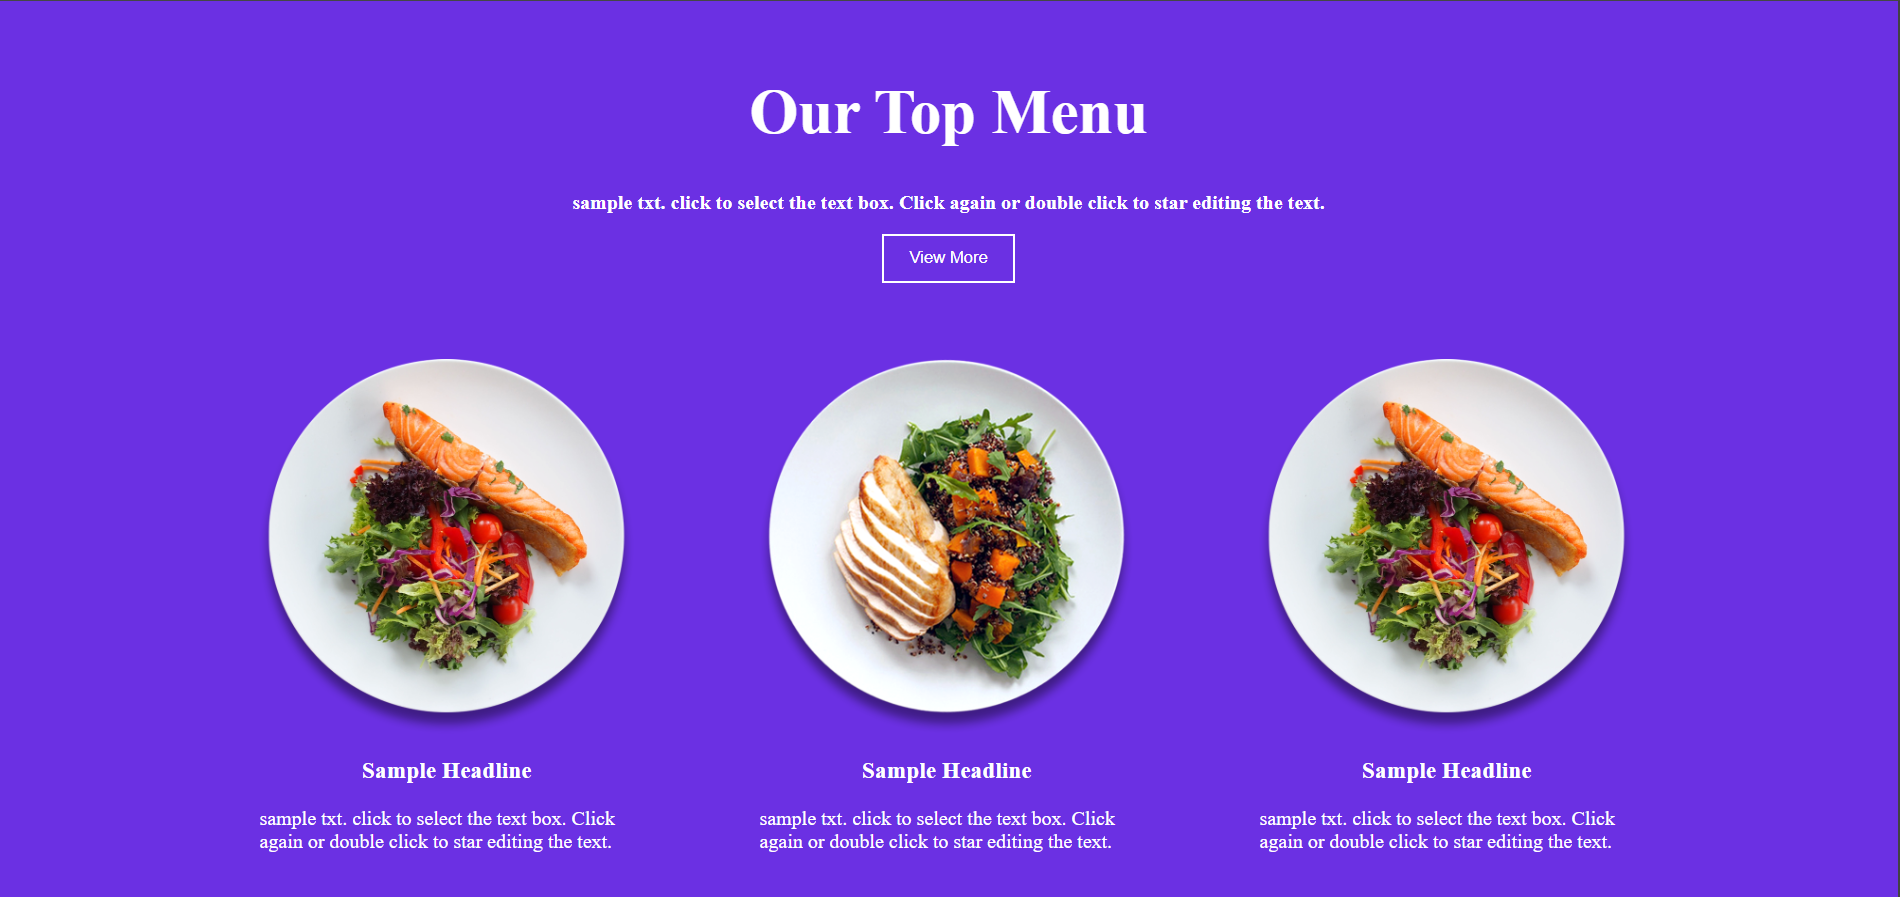 Our Top Menu
sample txt. click to select the text box. Click again or double click to star editing the text.
View More
Sample Headline
sample txt. click to select the text box. Click
again or double click to star editing the text.
Sample Headline
sample txt. click to select the text box. Click
again or double click to star editing the text.
Sample Headline
sample txt. click to select the text box. Click
again or double click to star editing the text.